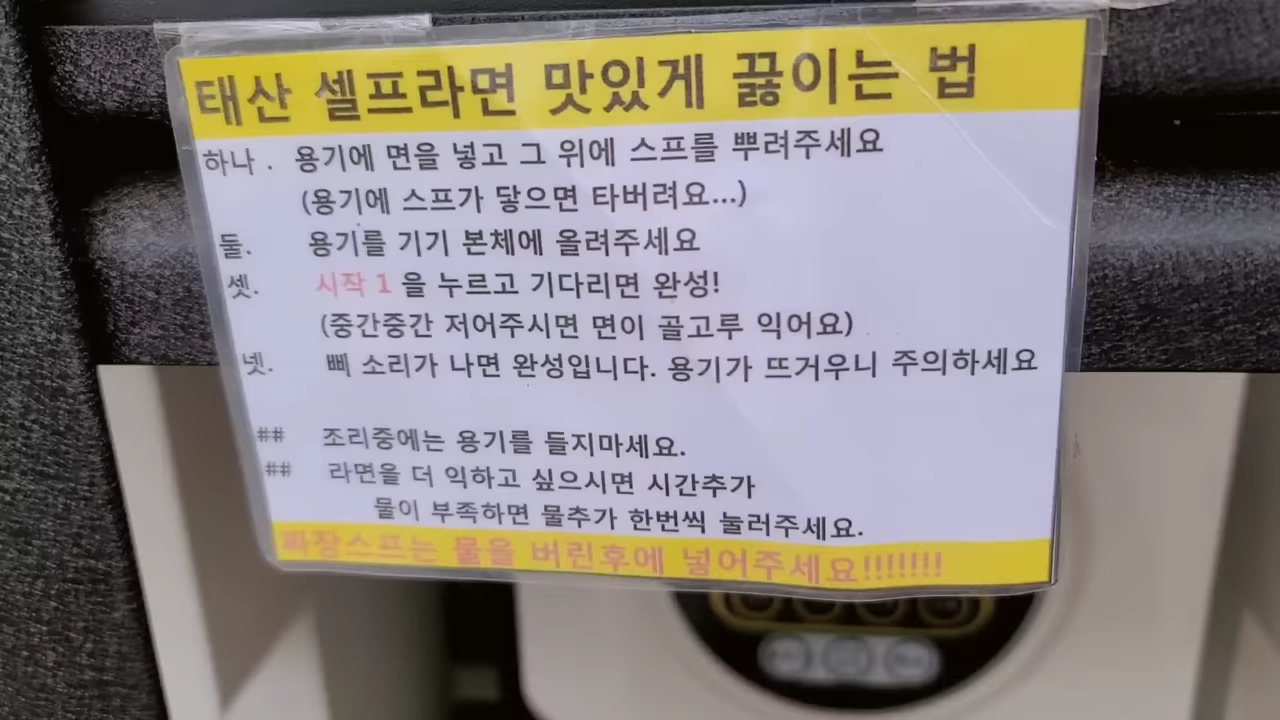 태산 셀프라면 맛있게 끓이는 법
하나 . 용기에 면을 넣고 그 위에 스프를 뿌려주세요
(용기에 스프가 닿으면 타버려요...)
둘. 용기를 기기 본체에 올려주세요
셋. 시작 1 을 누르고 기다리면 완성!
(중간중간 저어주시면 면이 골고루 익어요)
넷. 삐 소리가 나면 완성입니다. 용기가 뜨거우니 주의하세요
## 조리중에는 용기를 들지마세요.
## 라면을 더 익하고 싶으시면 시간추가
물이 부족하면 물추가 한번씩 눌러주세요.
짜장스프는 물을 버린후에 넣어주세요!!!!!!!